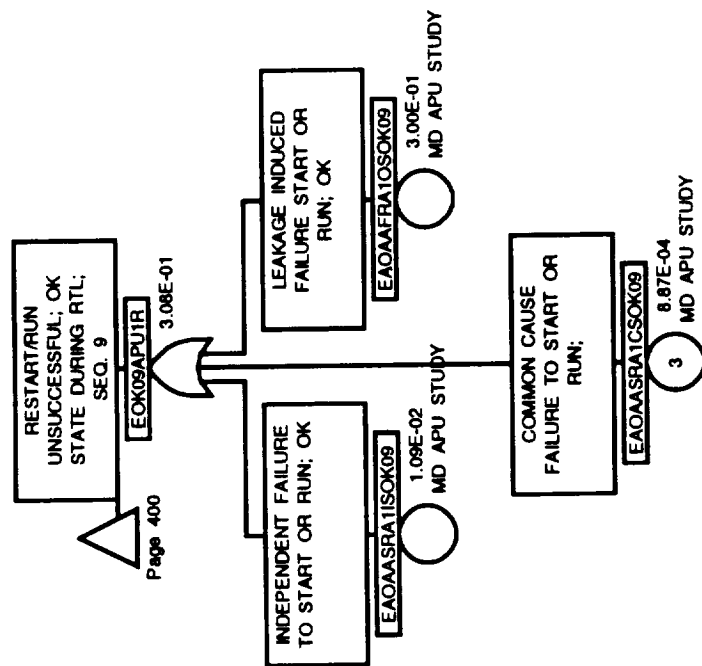 RESTART/RUN
UNSUCCESSFUL; OK
STATE DURING RTL;
SEQ. 9
Page 400
EOK09APU1R
3.08E-01
INDEPENDENT FAILURE
TO START OR RUN; OK
EAOAASRA1ISOK09
1.09E-02
MD APU STUDY
LEAKAGE INDUCED
FAILURE START OR
RUN; OK
EAOAAFRA1OSOK09
3.00E-01
MD APU STUDY
COMMON CAUSE
FAILURE TO START OR
RUN;
EAOAASRA1CSOK09
3
8.87E-04
MD APU STUDY